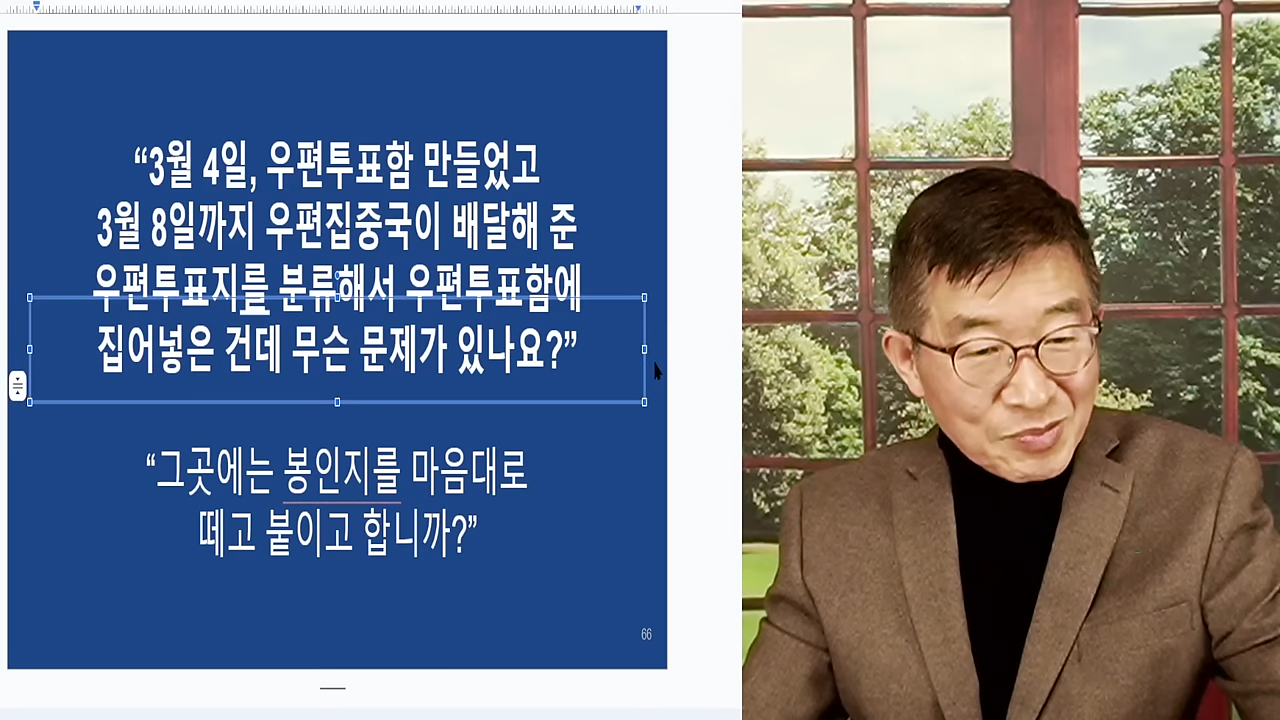 “3월 4일, 우편투표함 만들었고
3월 8일까지 우편집중국이 배달해 준
우편투표지를 분류해서 우편투표함에
집어넣은 건데 무슨 문제가 있나요?”
“그곳에는 봉인지를 마음대로
떼고 붙이고 합니까?”
66